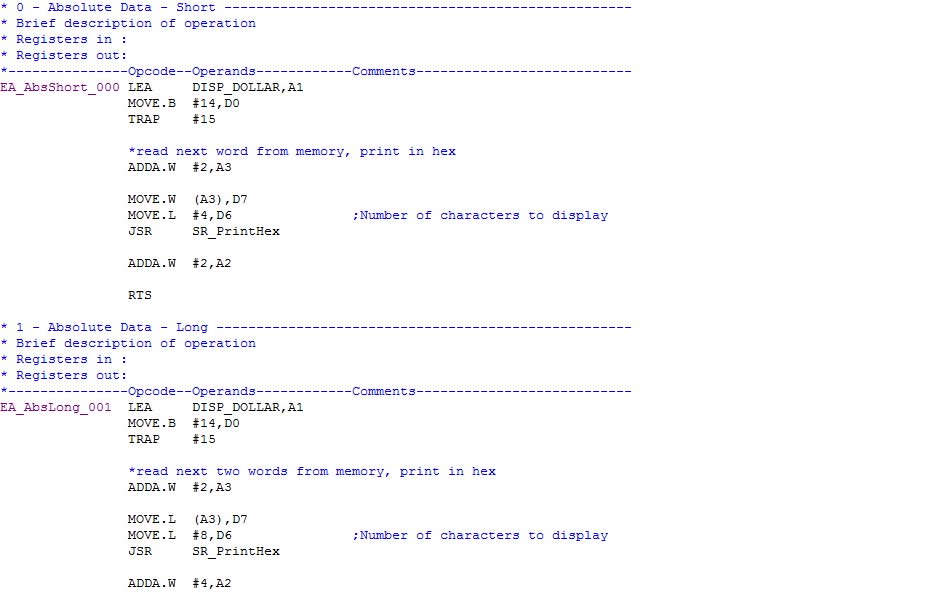 * 0 - Absolute Data - Short ---------------------------------------------------
* Brief description of operation
* Registers in :
* Registers out:
*---------------Opcode--Operands------------Comments---------------------------
EA_AbsShort_000 LEA     DISP_DOLLAR,A1
                MOVE.B  #14,D0
                TRAP    #15
                *read next word from memory, print in hex
                ADDA.W  #2,A3
                MOVE.W  (A3),D7
                MOVE.L  #4,D6               ;Number of characters to display
                JSR     SR_PrintHex
                ADDA.W  #2,A2
                RTS
* 1 - Absolute Data - Long ----------------------------------------------------
* Brief description of operation
* Registers in :
* Registers out:
*---------------Opcode--Operands------------Comments---------------------------
EA_AbsLong_001  LEA     DISP_DOLLAR,A1
                MOVE.B  #14,D0
                TRAP    #15
                *read next two words from memory, print in hex
                ADDA.W  #2,A3
                MOVE.L  (A3),D7
                MOVE.L  #8,D6               ;Number of characters to display
                JSR     SR_PrintHex
                ADDA.W  #4,A2